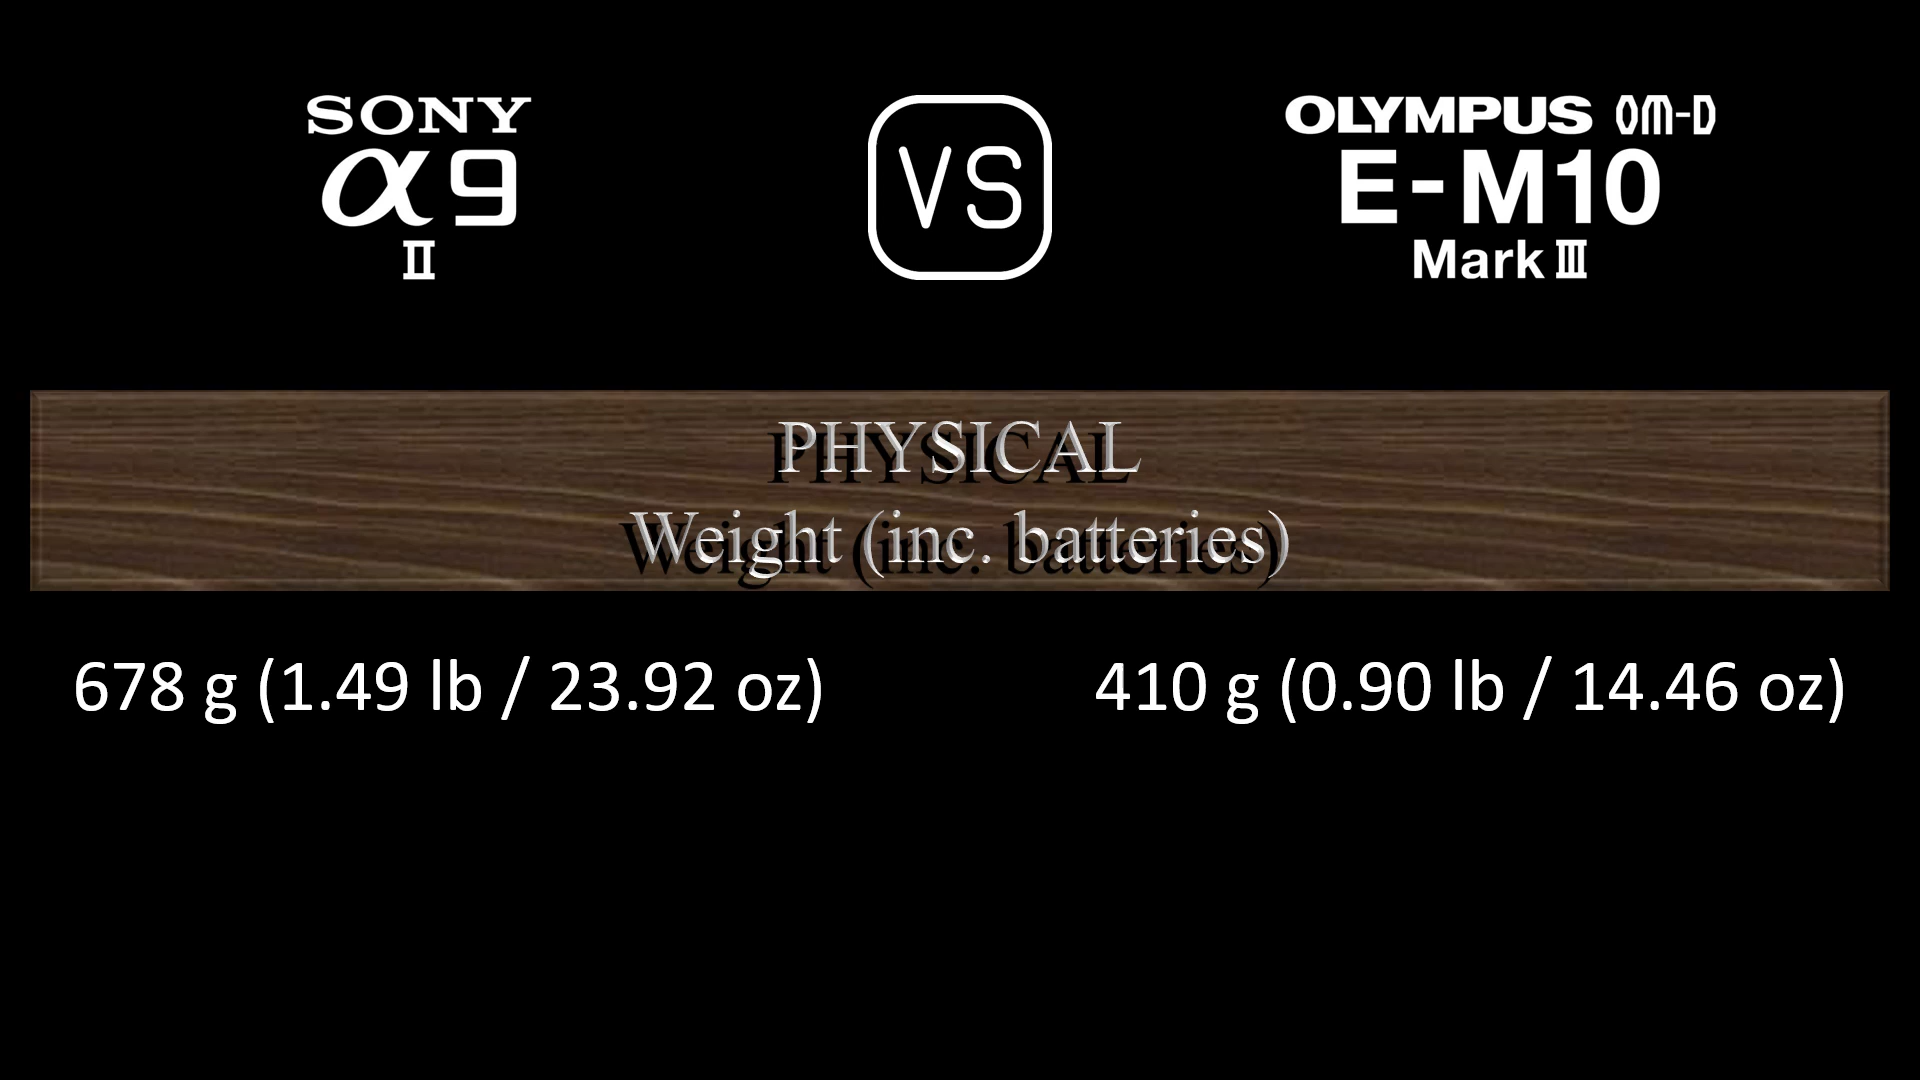 SONY
α9
II
VS
OLYMPUS OM-D
E-M10
Mark III
PHYSICAL
Weight (inc. batteries)
678 g (1.49 lb / 23.92 oz)
410 g (0.90 lb / 14.46 oz)